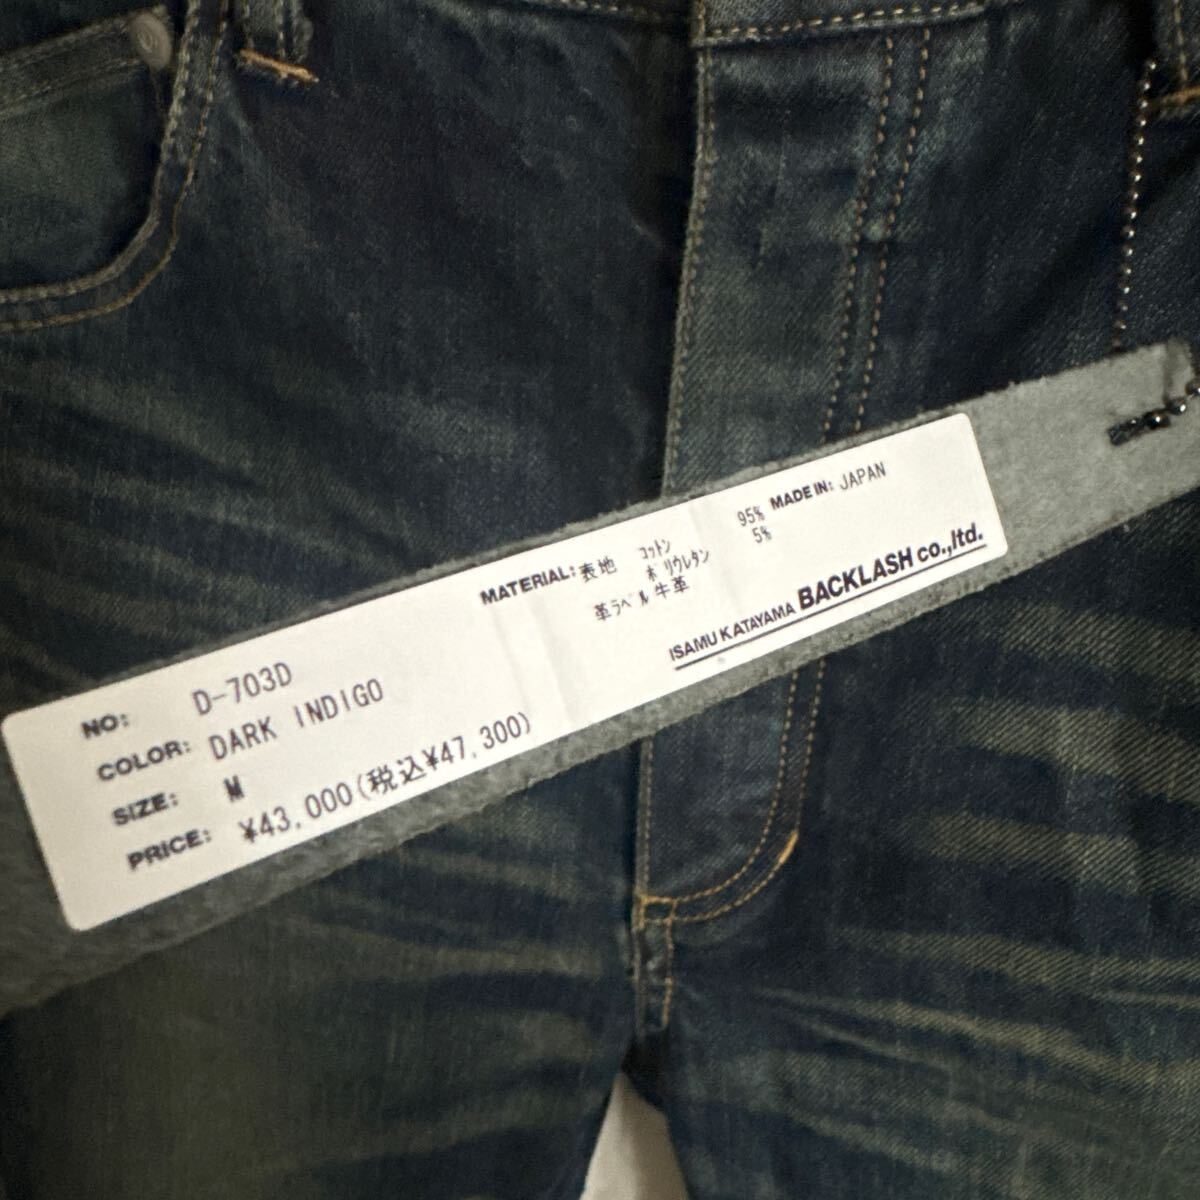 NO: D-703D
COLOR: DARK INDIGO
SIZE: M
PRICE: ¥43,000(税込¥47,300)
MATERIAL: 表地 コットン 95%
ポリウレタン 5%
革ラベル 牛革
MADE IN: JAPAN
ISAMU KATAYAMA BACKLASH co.,ltd.